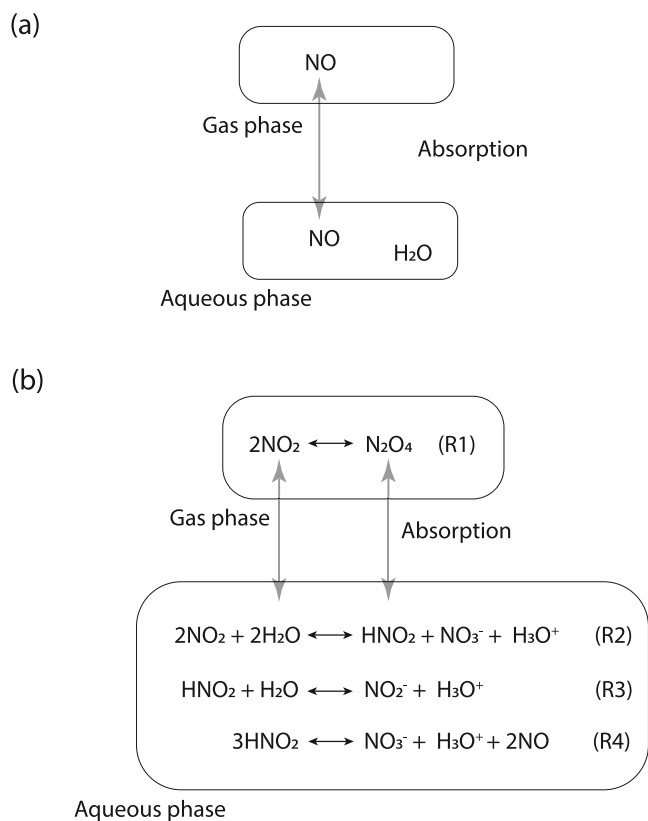 (a)
NO
Gas phase
Absorption
NO
H₂O
Aqueous phase
(b)
2NO₂ ⟷ N₂O₄ (R1)
Gas phase
Absorption
2NO₂ + 2H₂O ⟷ HNO₂ + NO₃⁻ + H₃O⁺ (R2)
HNO₂ + H₂O ⟷ NO₂⁻ + H₃O⁺ (R3)
3HNO₂ ⟷ NO₃⁻ + H₃O⁺ + 2NO (R4)
Aqueous phase